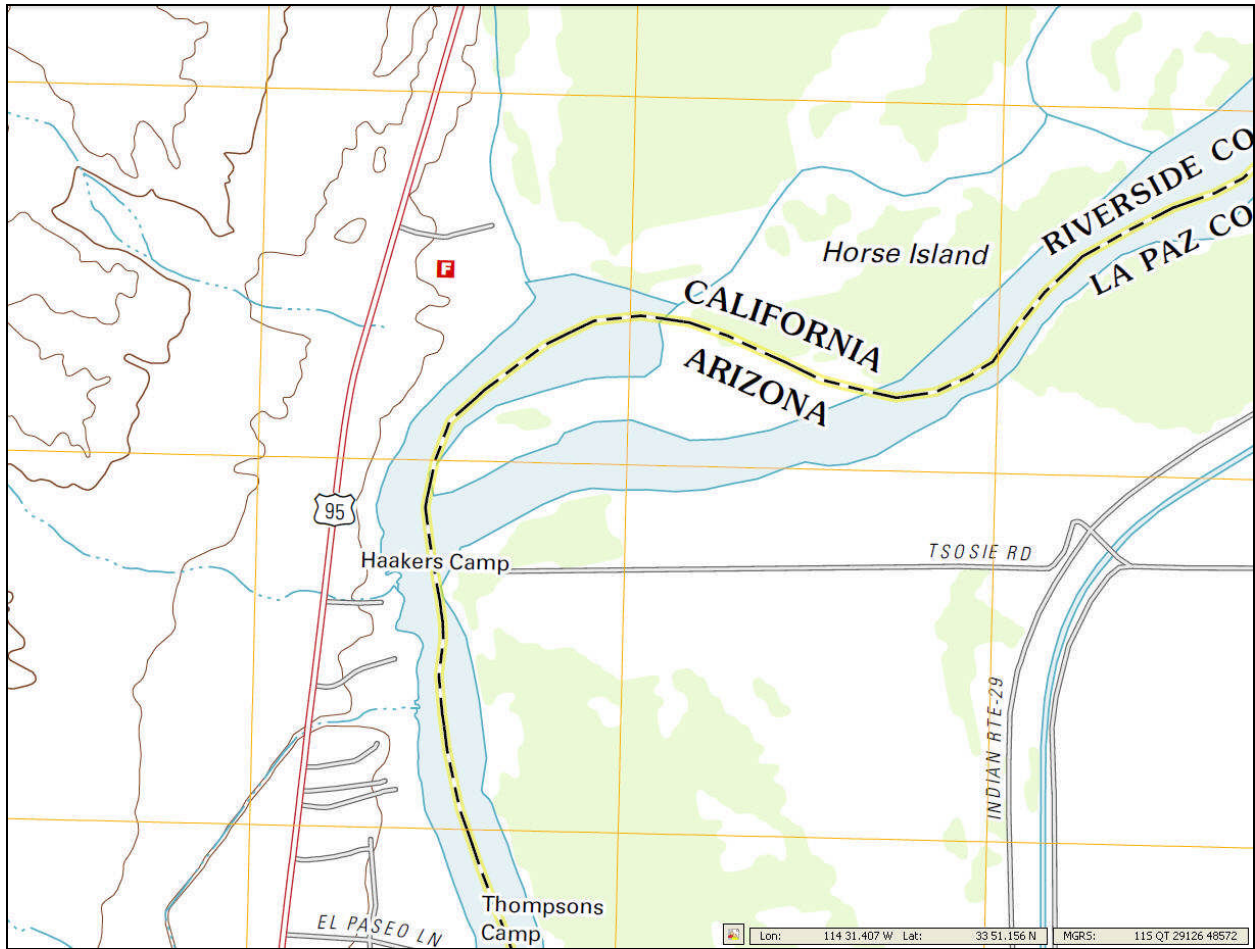 RIVERSIDE CO
LA PAZ CO
Horse Island
F
CALIFORNIA
ARIZONA
95
Haakers Camp
TSOSIE RD
INDIAN RTE-29
Thompsons
Camp
EL PASEO LN
Lon: 114 31.407 W Lat: 33 51.156 N MGRS: 11S QT 29126 48572